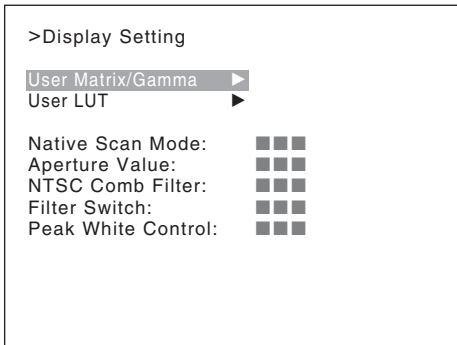 >Display Setting
User Matrix/Gamma ▶
User LUT ▶
Native Scan Mode: ■■■
Aperture Value: ■■■
NTSC Comb Filter: ■■■
Filter Switch: ■■■
Peak White Control: ■■■